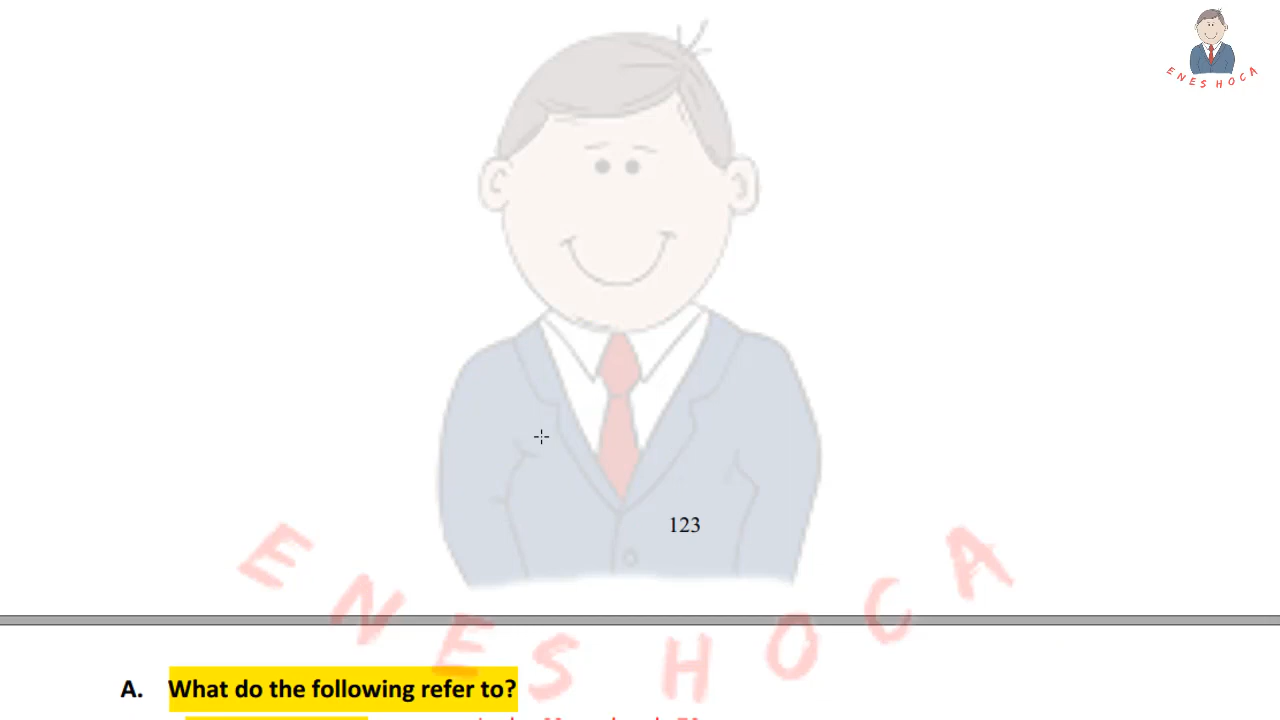 ENES HOCA
123
ENES HOCA
A. What do the following refer to?